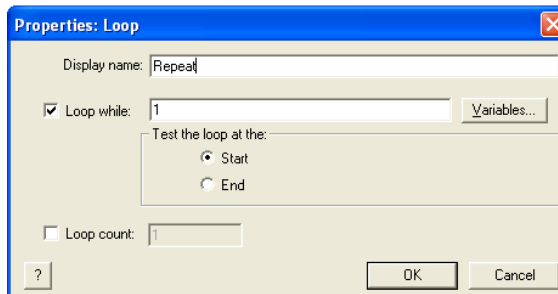 Properties: Loop
Display name: Repeat
Loop while: 1 Variables...
Test the loop at the:
Start
End
Loop count: 1
? OK Cancel